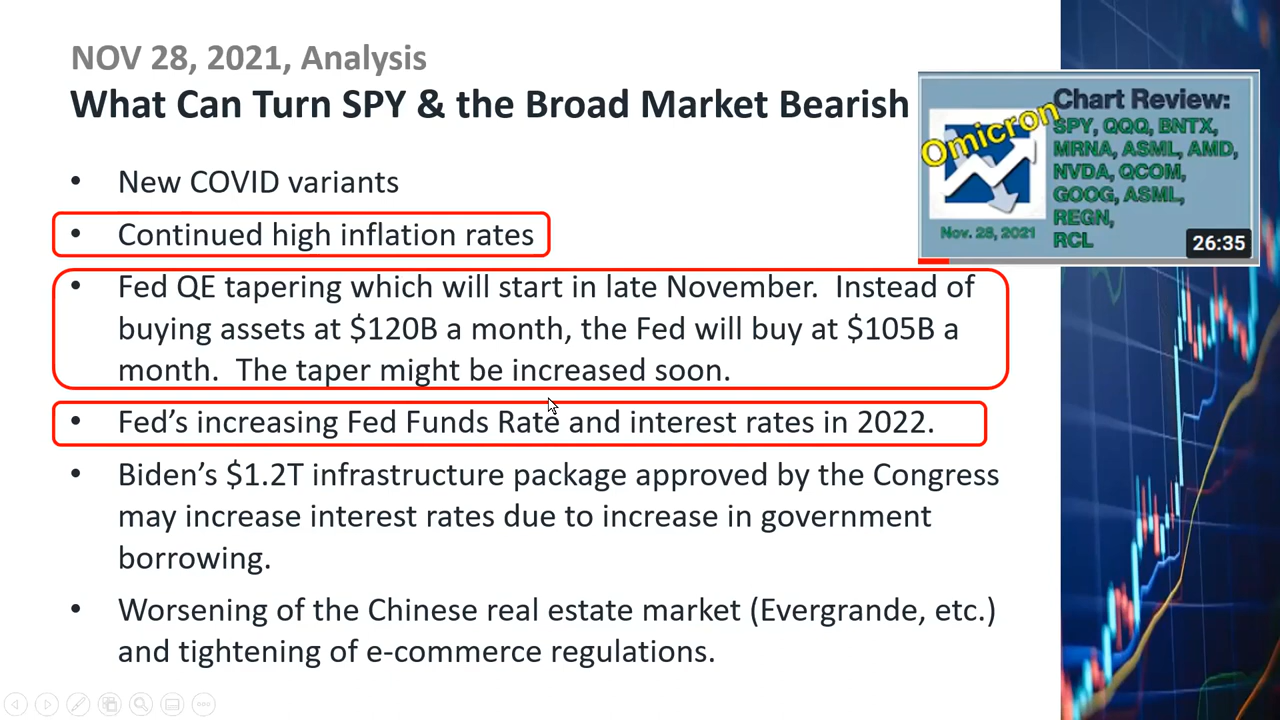 NOV 28, 2021, Analysis
What Can Turn SPY & the Broad Market Bearish
• New COVID variants
• Continued high inflation rates
• Fed QE tapering which will start in late November. Instead of
buying assets at $120B a month, the Fed will buy at $105B a
month. The taper might be increased soon.
• Fed's increasing Fed Funds Rate and interest rates in 2022.
• Biden's $1.2T infrastructure package approved by the Congress
may increase interest rates due to increase in government
borrowing.
• Worsening of the Chinese real estate market (Evergrande, etc.)
and tightening of e-commerce regulations.
Omicron
Nov. 28, 2021
Chart Review:
SPY, QQQ, BNTX,
MRNA, ASML, AMD,
NVDA, QCOM,
GOOG, ASML,
REGN,
RCL
26:35